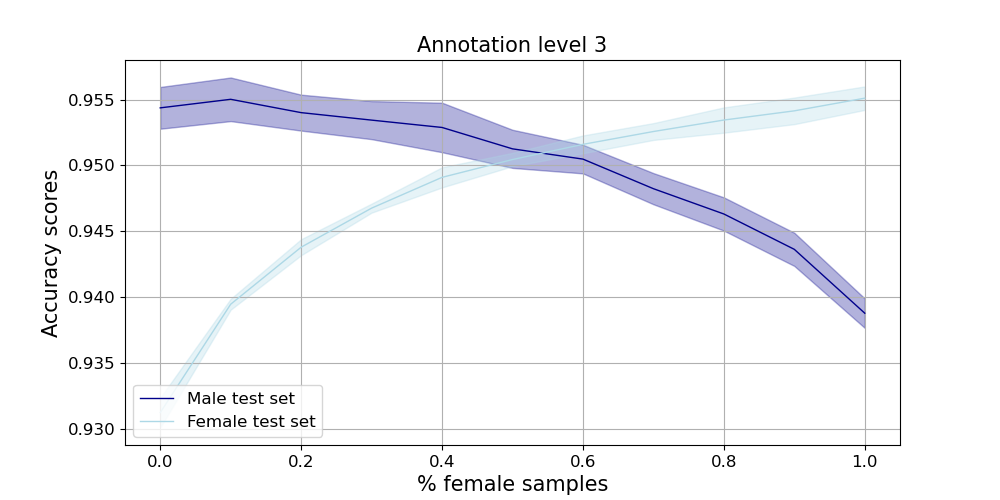 Annotation level 3
Accuracy scores
0.955
0.950
0.945
0.940
0.935
0.930
Male test set
Female test set
0.0 0.2 0.4 0.6 0.8 1.0
% female samples